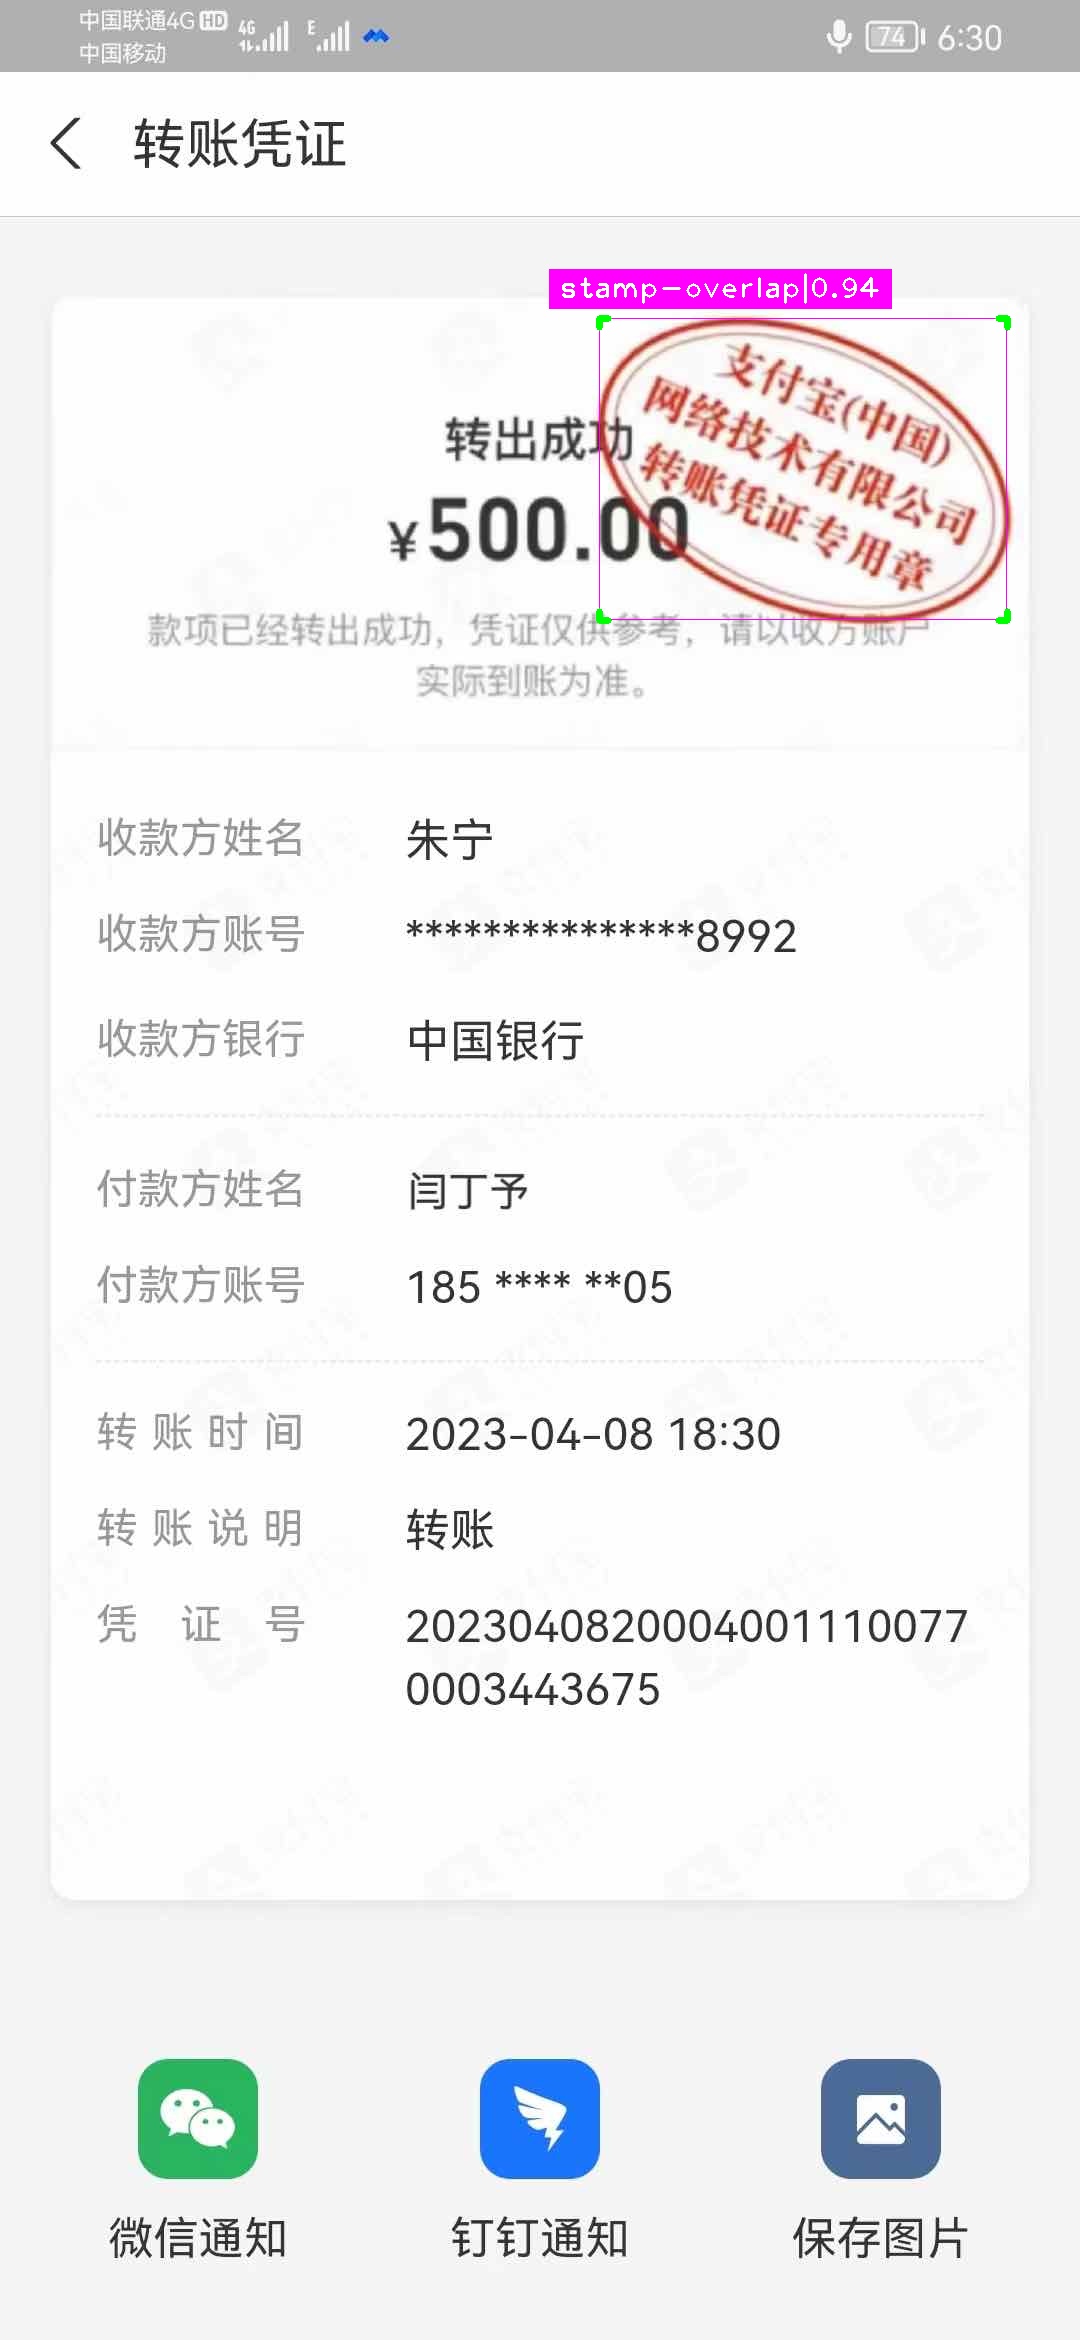 中国联通4G HD 4G E 74 6:30
中国移动
转账凭证
stamp-overlap|0.94
支付宝(中国)
网络技术有限公司
转账凭证专用章
转出成功
¥500.00
款项已经转出成功，凭证仅供参考，请以收方账户
实际到账为准。
收款方姓名 朱宁
收款方账号 ***************8992
收款方银行 中国银行
付款方姓名 闫丁予
付款方账号 185 **** **05
转账时间 2023-04-08 18:30
转账说明 转账
凭证号 2023040820004001110077
0003443675
微信通知 钉钉通知 保存图片